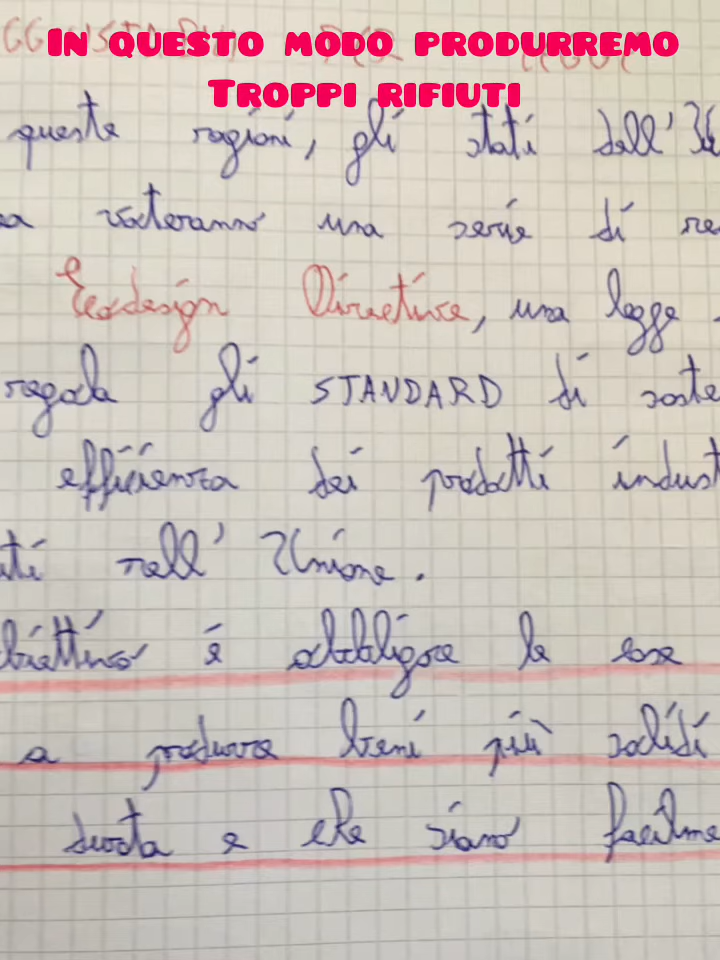 In questo modo produrremo
Troppi rifiuti
queste ragioni, gli stati dell'
voteranno una serie di
Ecodesign Directive, una legge
regola gli STANDARD di soste
efficienza dei prodotti indust
nell' Unione.
è obbligare le case
a produrre beni più solidi
durata e che siano facilme